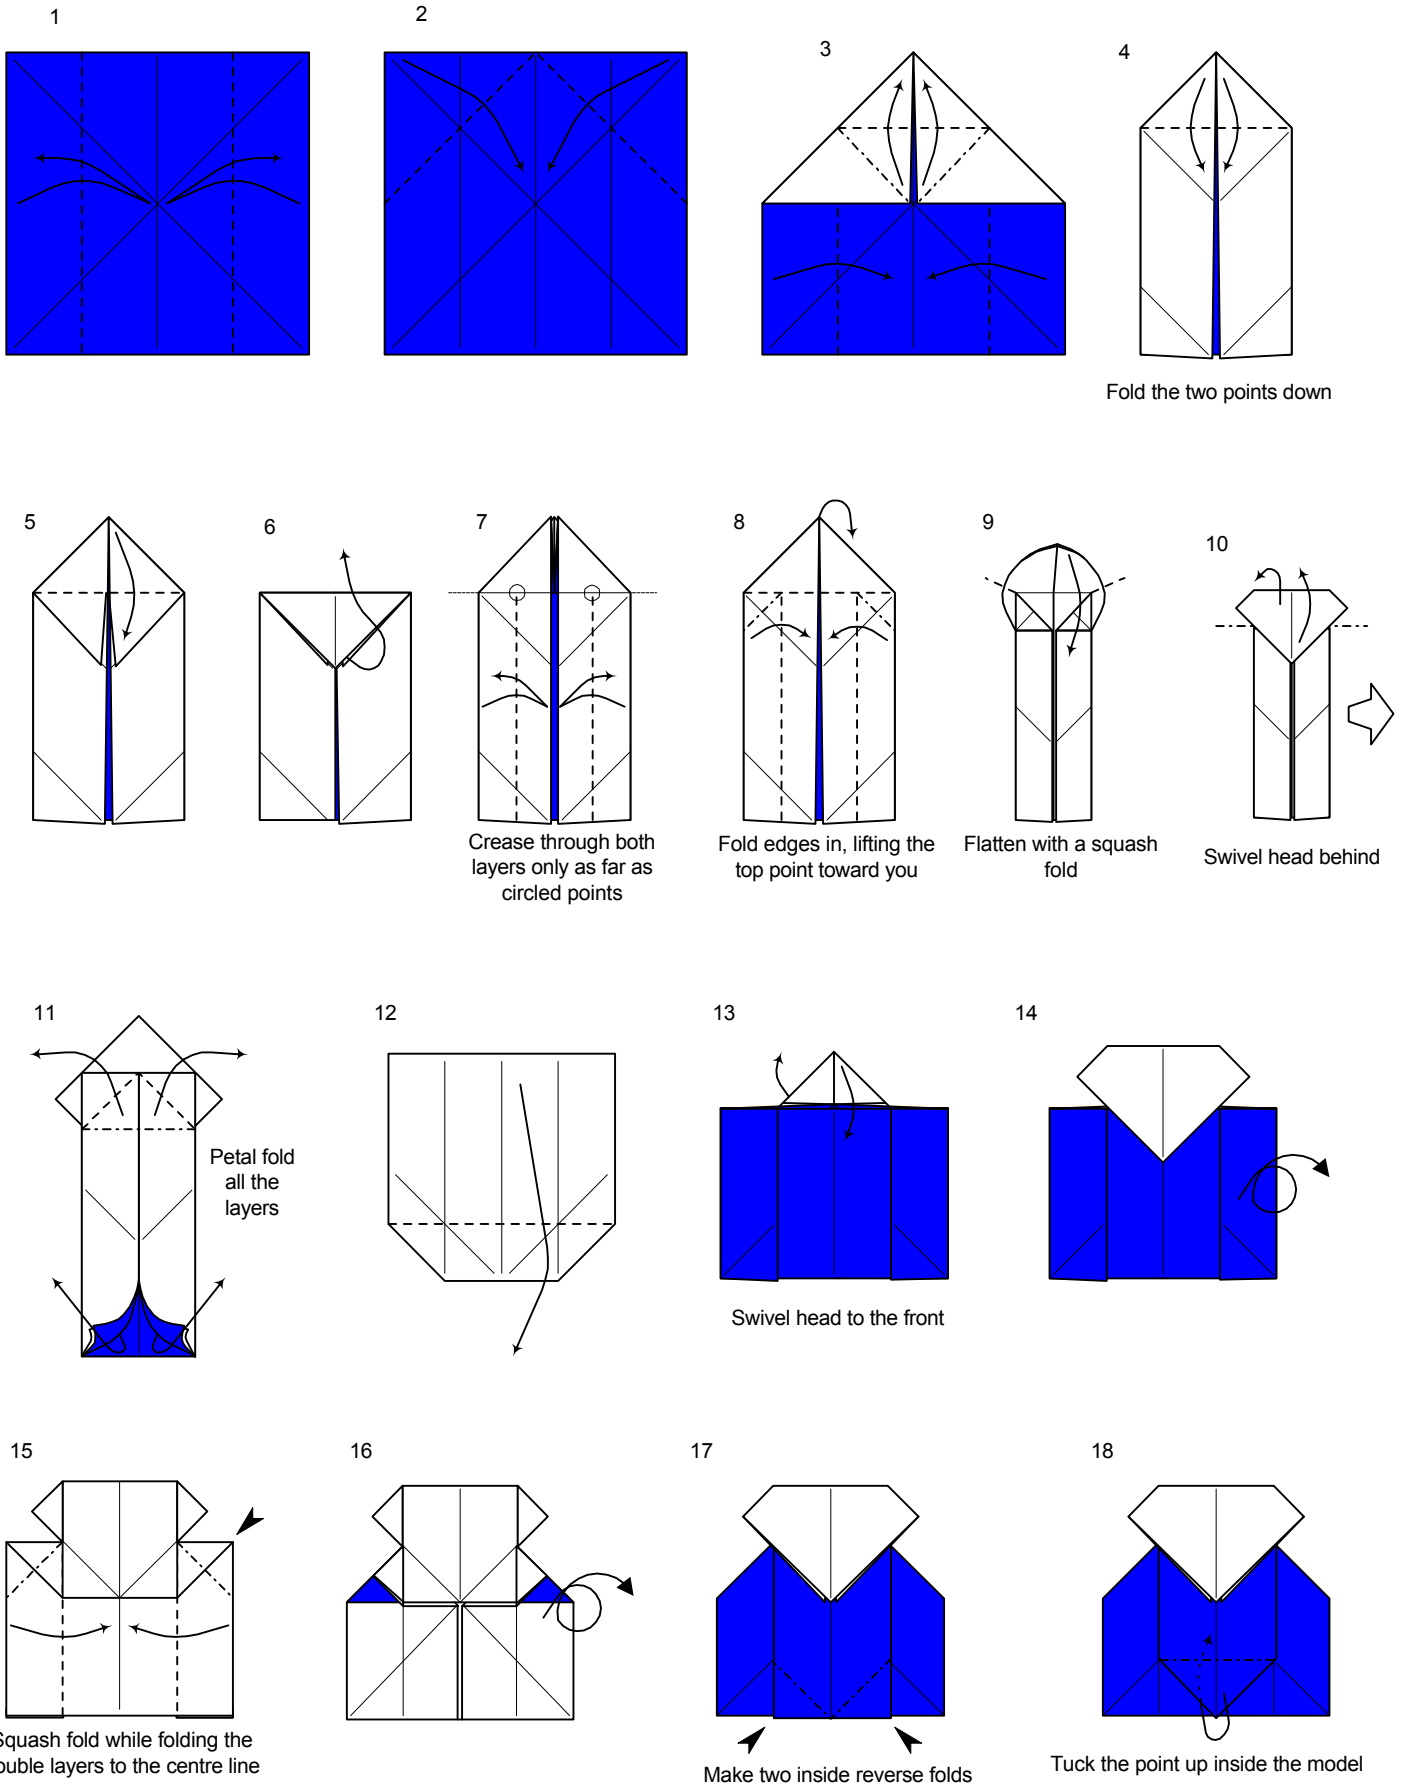 1
2
3
4
Fold the two points down
5
6
7
8
9
10
Crease through both
layers only as far as
circled points
Fold edges in, lifting the
top point toward you
Flatten with a squash
fold
Swivel head behind
11
12
13
14
Petal fold
all the
layers
Swivel head to the front
15
16
17
18
Squash fold while folding the
ouble layers to the centre line
Make two inside reverse folds
Tuck the point up inside the model